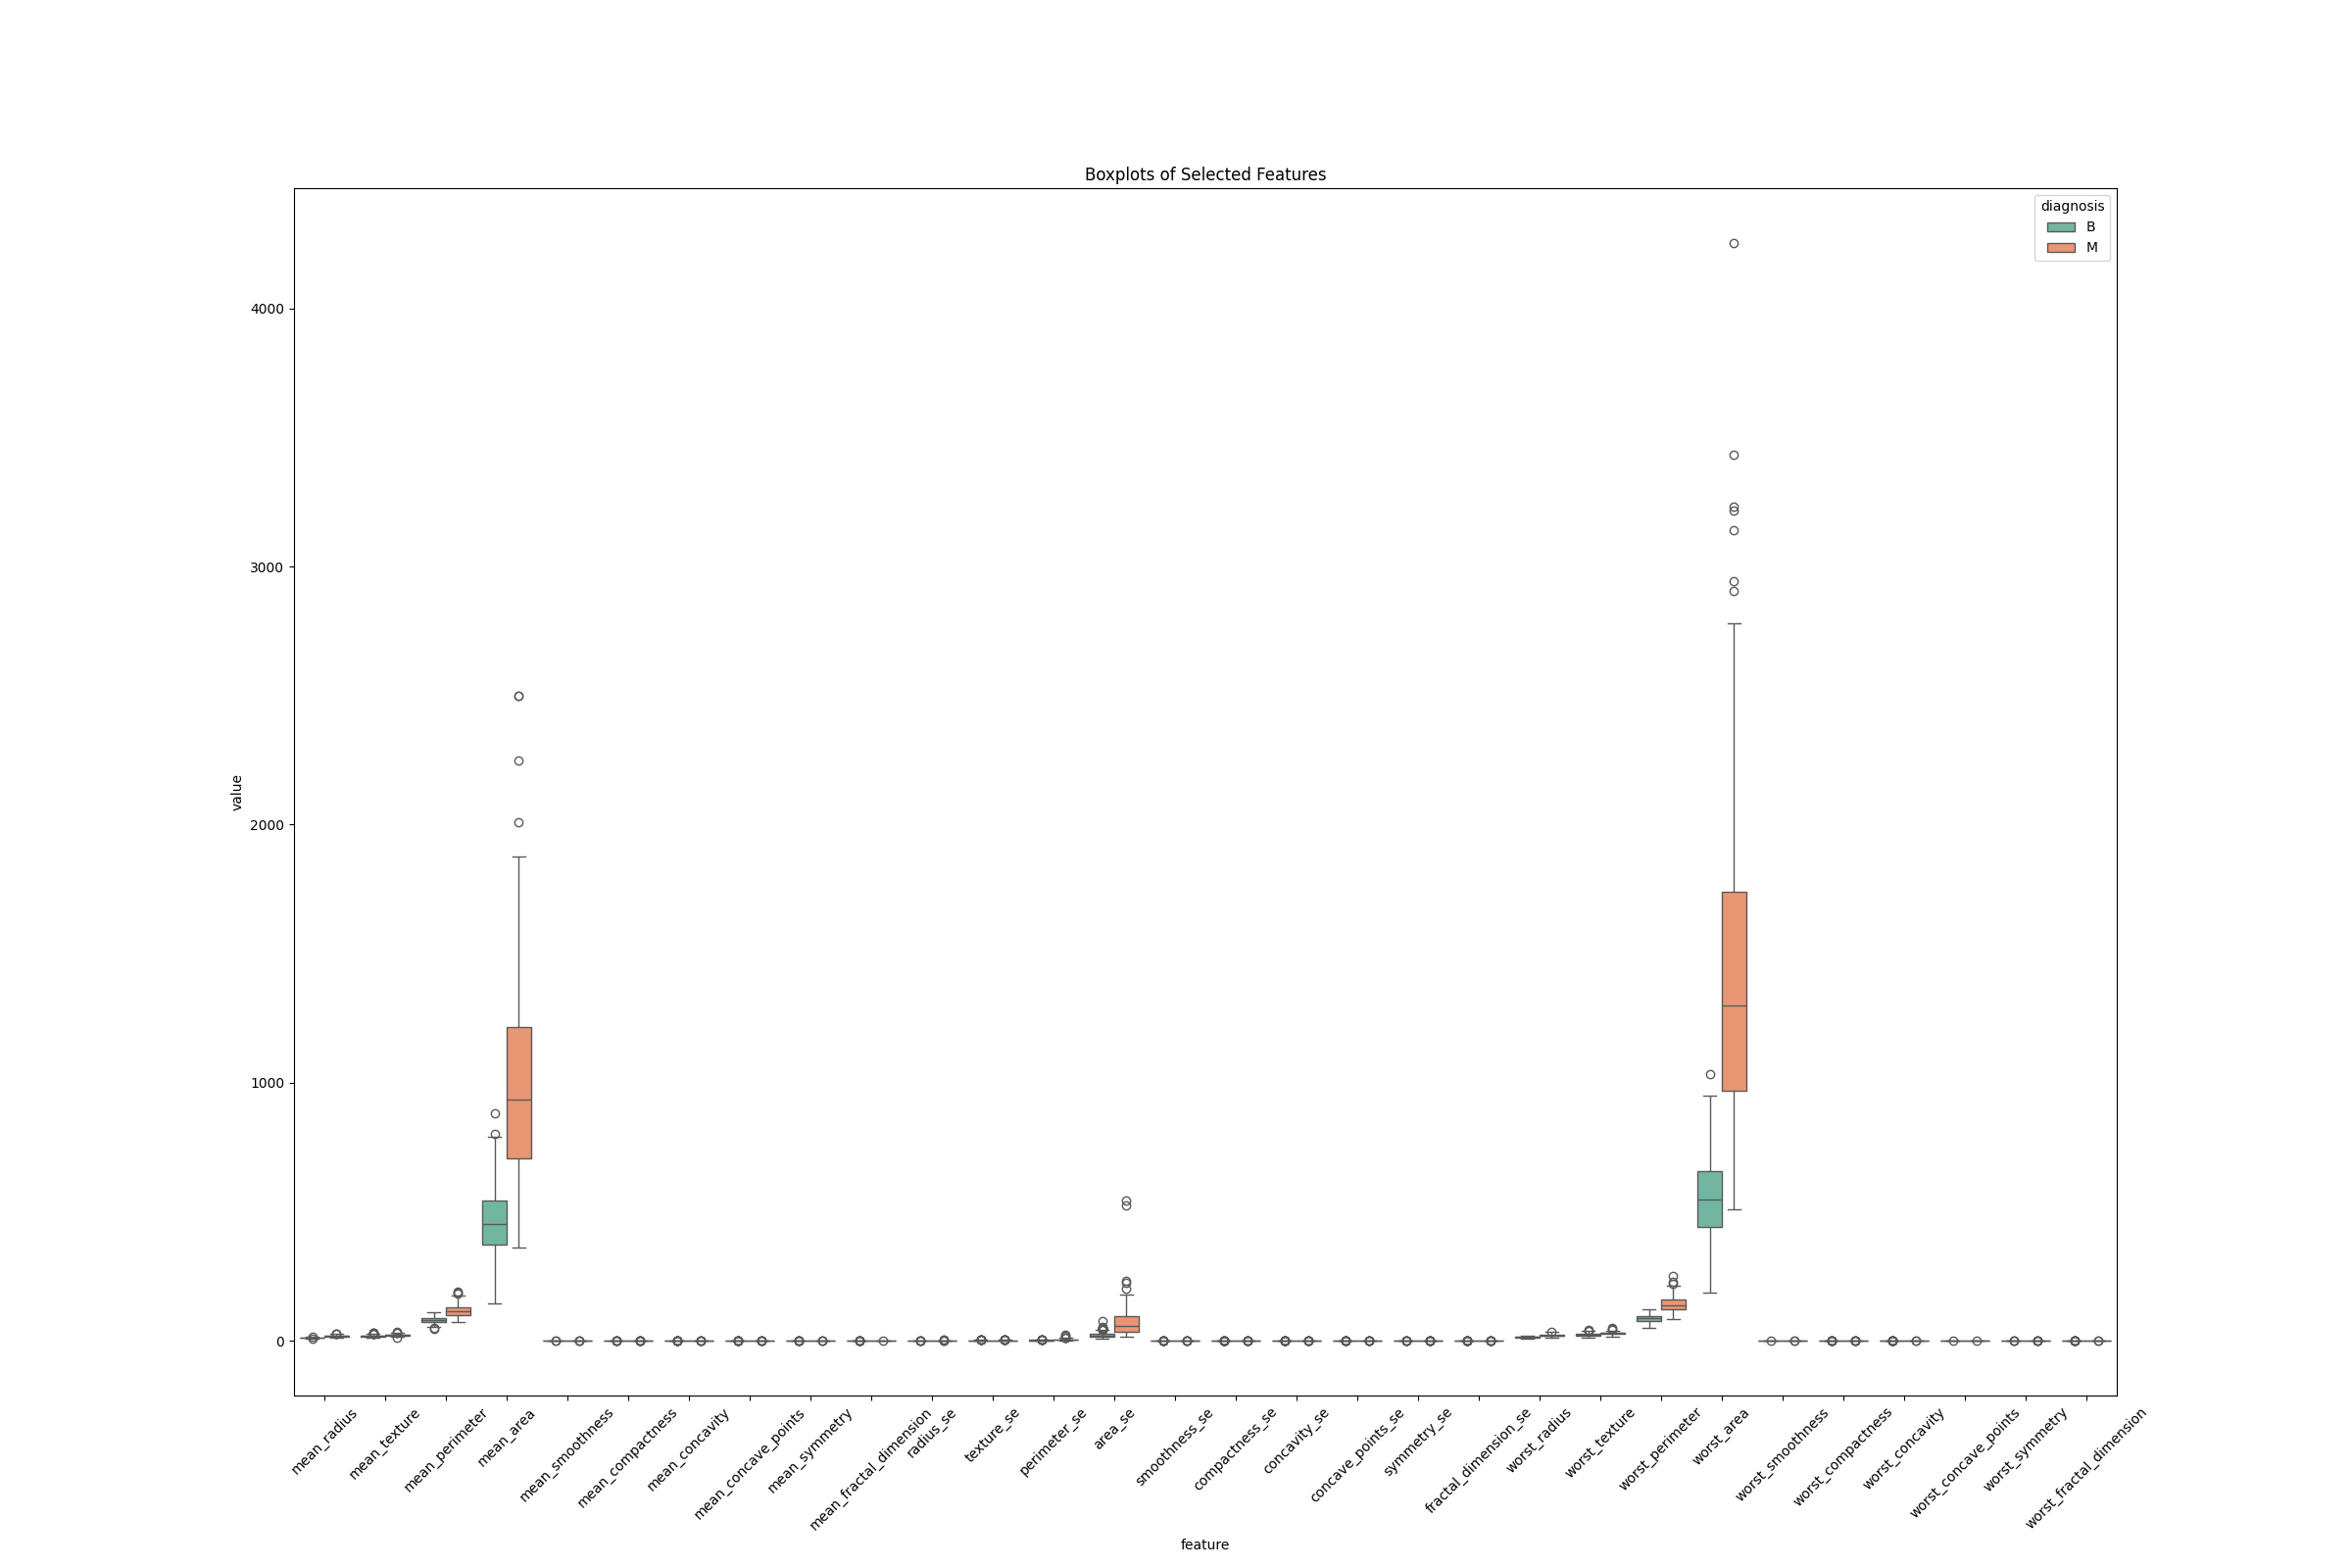 Boxplots of Selected Features
diagnosis
B
M
value
4000
3000
2000
1000
0
mean_radius
mean_texture
mean_perimeter
mean_area
mean_smoothness
mean_compactness
mean_concavity
mean_concave_points
mean_symmetry
mean_fractal_dimension
radius_se
texture_se
perimeter_se
area_se
smoothness_se
compactness_se
concavity_se
concave_points_se
symmetry_se
fractal_dimension_se
worst_radius
worst_texture
worst_perimeter
worst_area
worst_smoothness
worst_compactness
worst_concavity
worst_concave_points
worst_symmetry
worst_fractal_dimension
feature